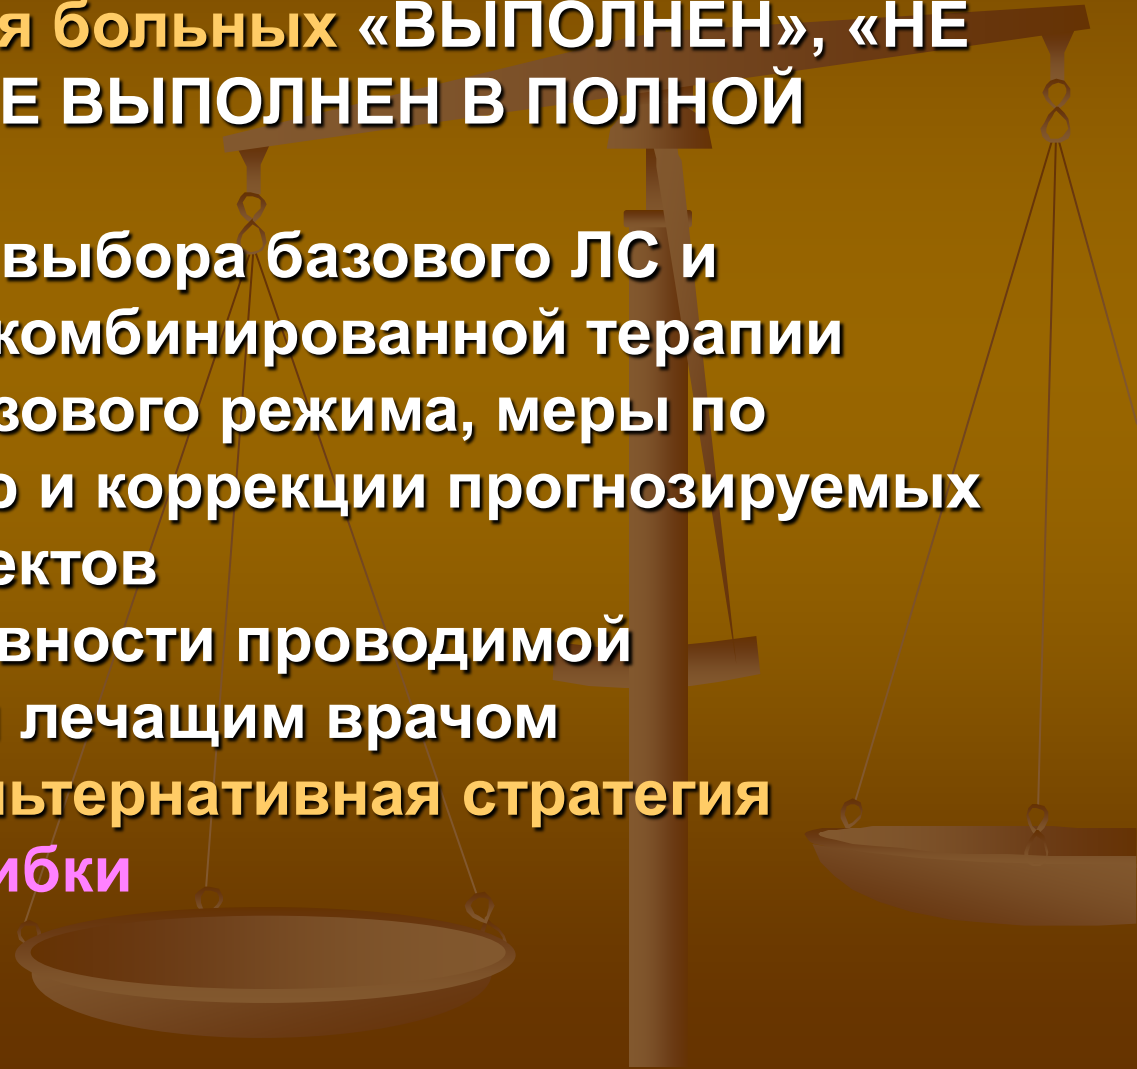 я больных «ВЫПОЛНЕН», «НЕ
Е ВЫПОЛНЕН В ПОЛНОЙ
выбора базового ЛС и
комбинированной терапии
зового режима, меры по
и коррекции прогнозируемых
ектов
вности проводимой
лечащим врачом
льтернативная стратегия
ибки